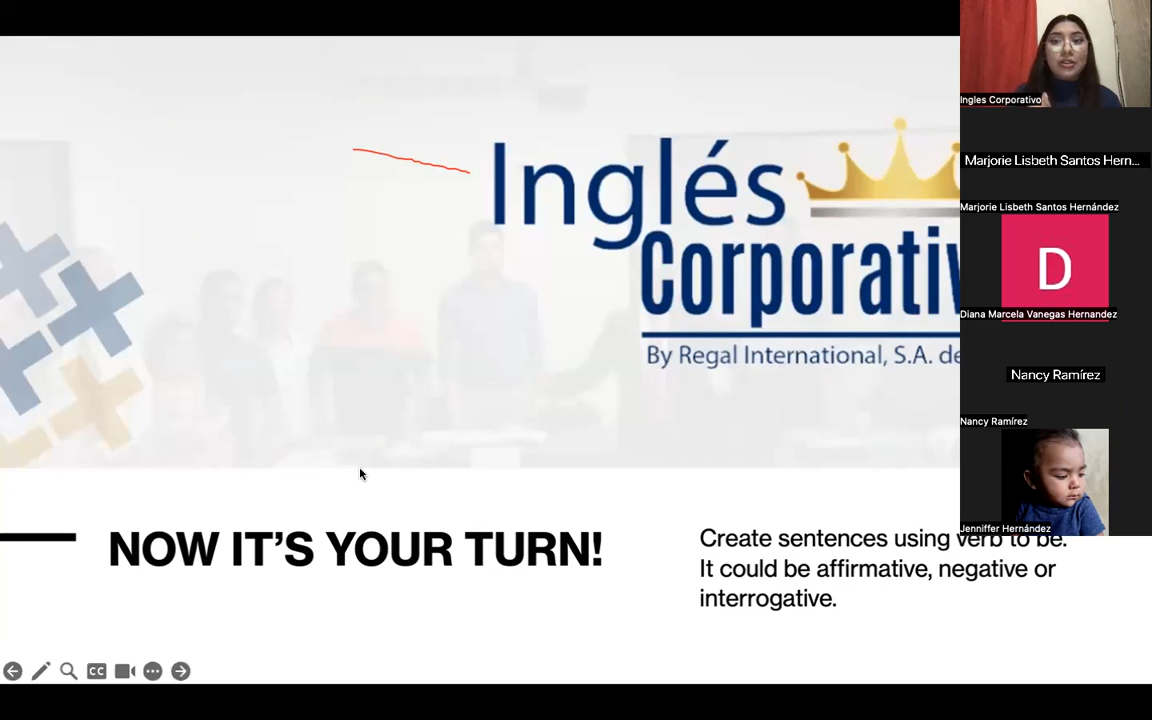 Inglés
Corporativ
By Regal International, S.A. de
NOW IT'S YOUR TURN!
Create sentences using verb to be.
It could be affirmative, negative or
interrogative.
CC
Ingles Corporativo
Marjorie Lisbeth Santos Hern...
Marjorie Lisbeth Santos Hernández
D
Diana Marcela Vanegas Hernandez
Nancy Ramírez
Nancy Ramírez
Jenniffer Hernández